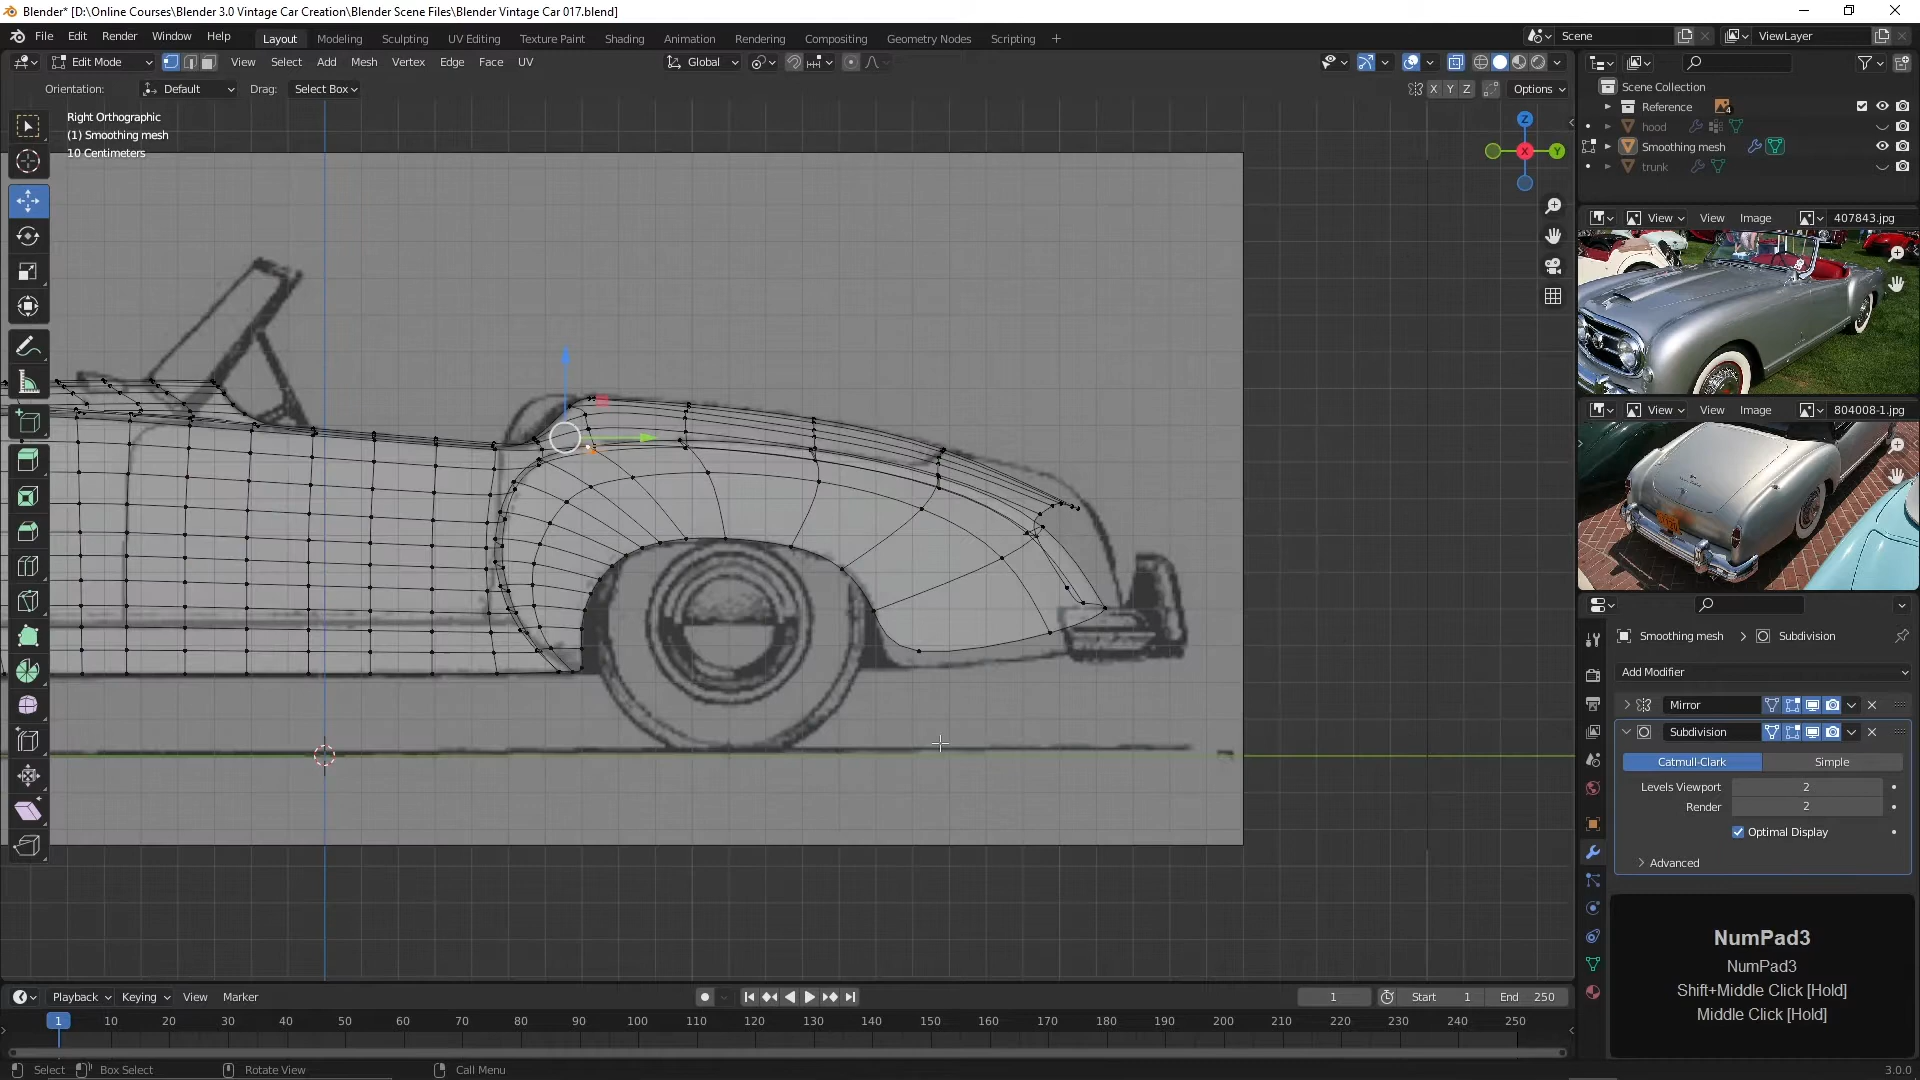 Blender* [D:\Online Courses\Blender 3.0 Vintage Car Creation\Blender Scene Files\Blender Vintage Car 017.blend]
File Edit Render Window Help
Layout Modeling Sculpting UV Editing Texture Paint Shading Animation Rendering Compositing Geometry Nodes Scripting +
Scene
ViewLayer
Edit Mode View Select Add Mesh Vertex Edge Face UV
Global
Orientation: Default Drag: Select Box
X Y Z Options
Right Orthographic
(1) Smoothing mesh
10 Centimeters
Z
X
Y
Scene Collection
Reference
hood
Smoothing mesh
trunk
View View Image 407843.jpg
View View Image 804008-1.jpg
Smoothing mesh > Subdivision
Add Modifier
Mirror
Subdivision
Catmull-Clark Simple
Levels Viewport 2
Render 2
Optimal Display
Advanced
NumPad3
NumPad3
Shift+Middle Click [Hold]
Middle Click [Hold]
Playback Keying View Marker
1 Start 1 End 250
1 10 20 30 40 50 60 70 80 90 100 110 120 130 140 150 160 170 180 190 200 210 220 230 240 250
Select Box Select Rotate View Call Menu
3.0.0